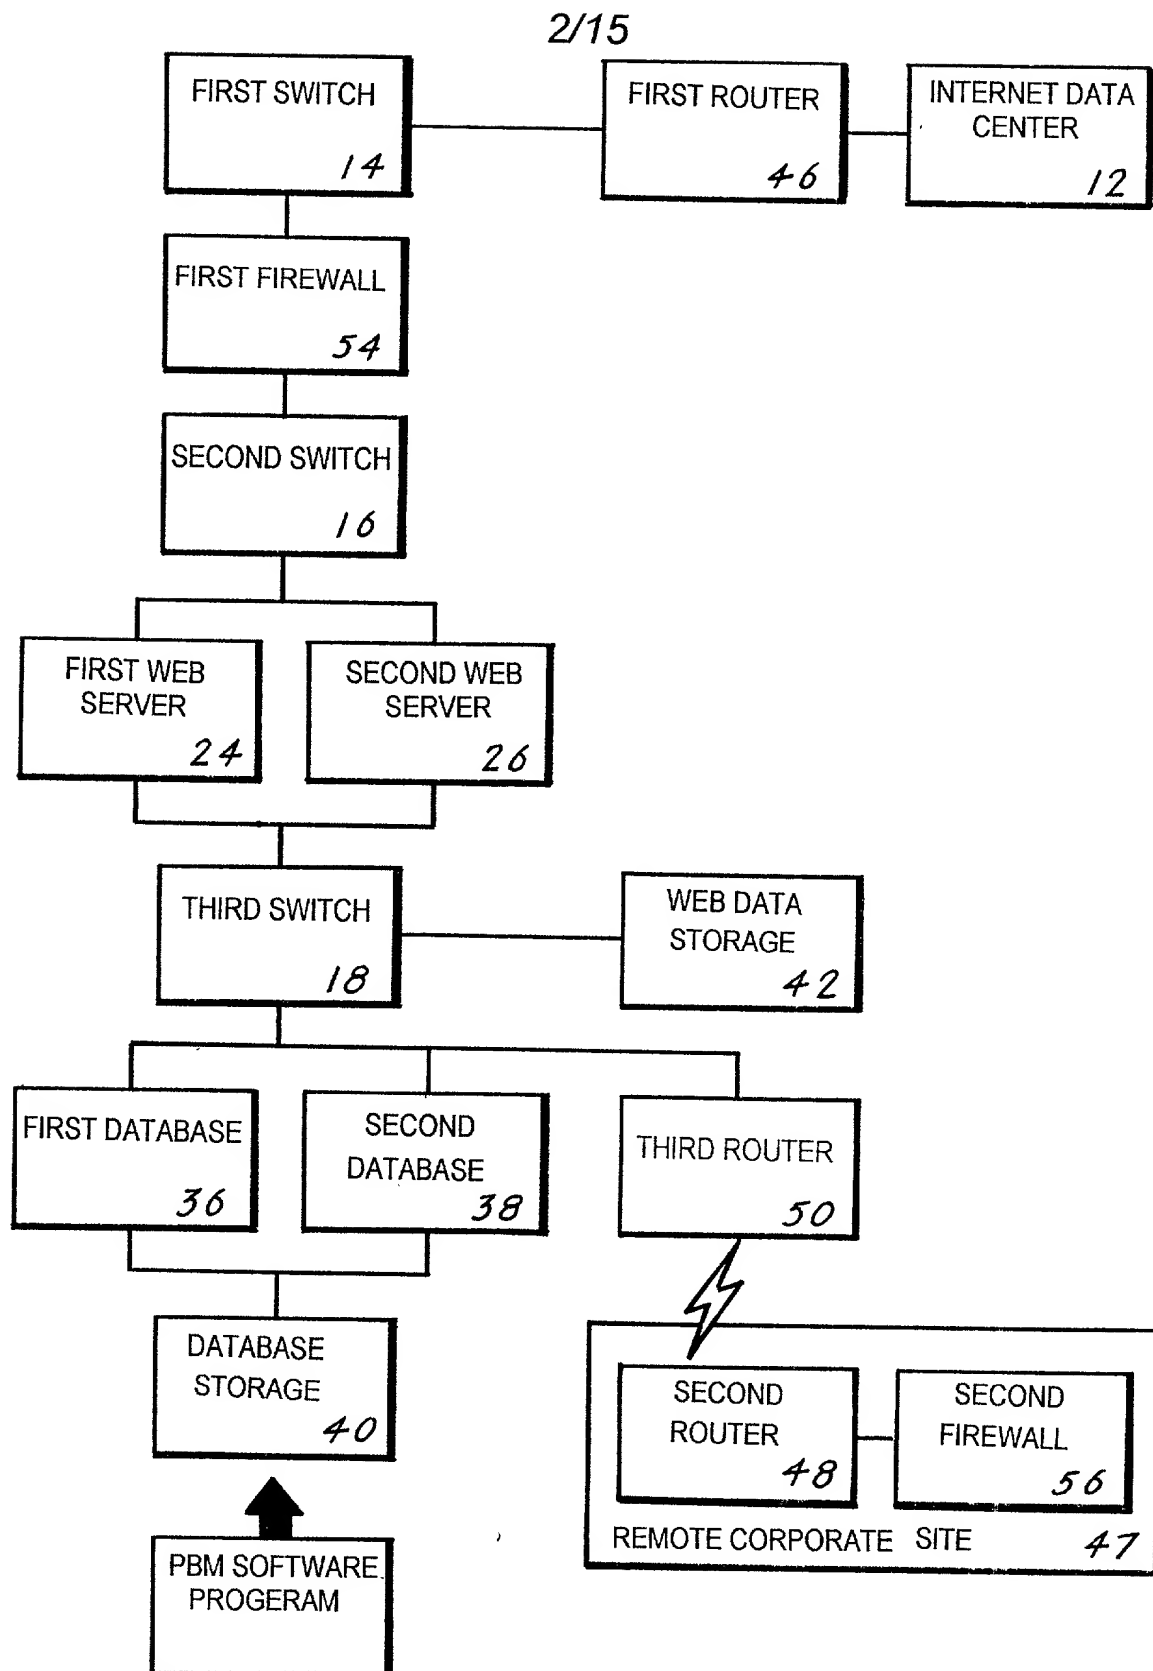 2/15
FIRST SWITCH
14
FIRST ROUTER
46
INTERNET DATA
CENTER
12
FIRST FIREWALL
54
SECOND SWITCH
16
FIRST WEB
SERVER
24
SECOND WEB
SERVER
26
THIRD SWITCH
18
WEB DATA
STORAGE
42
FIRST DATABASE
36
SECOND
DATABASE
38
THIRD ROUTER
50
DATABASE
STORAGE
40
SECOND
ROUTER
48
SECOND
FIREWALL
56
REMOTE CORPORATE SITE 47
PBM SOFTWARE
PROGERAM